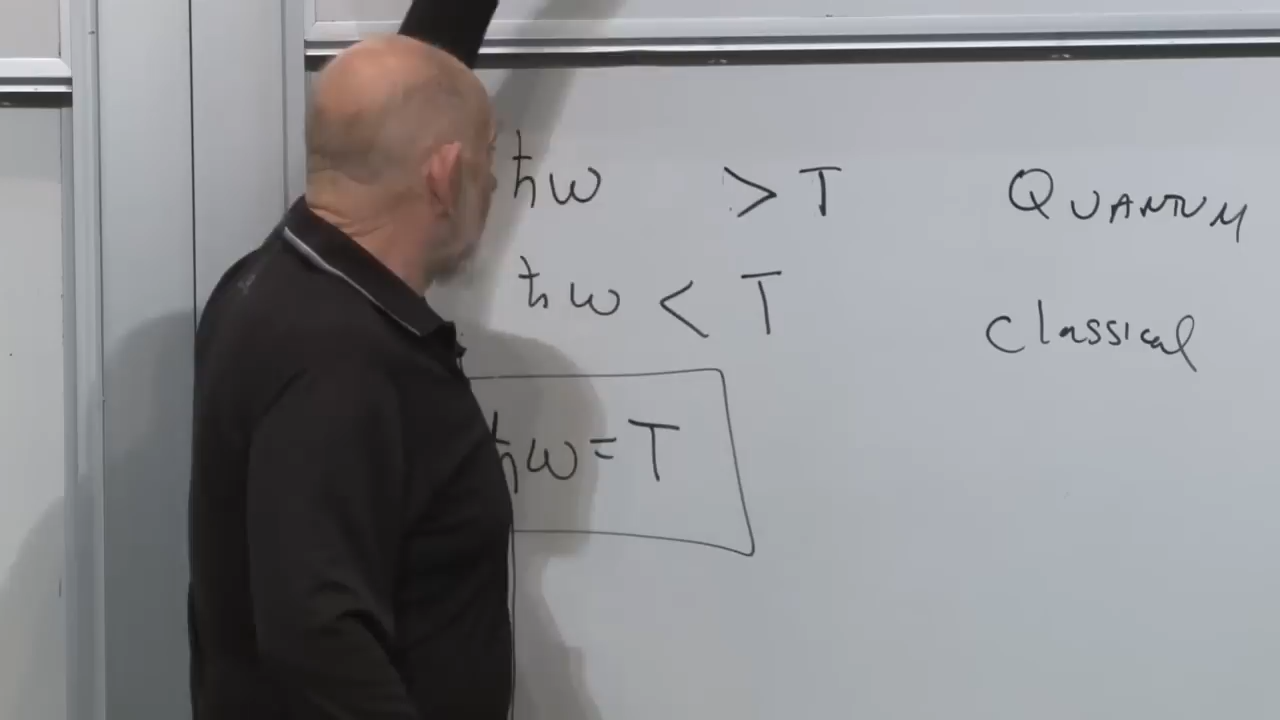 ħω > T QUANTUM
ħω < T Classical
ħω = T